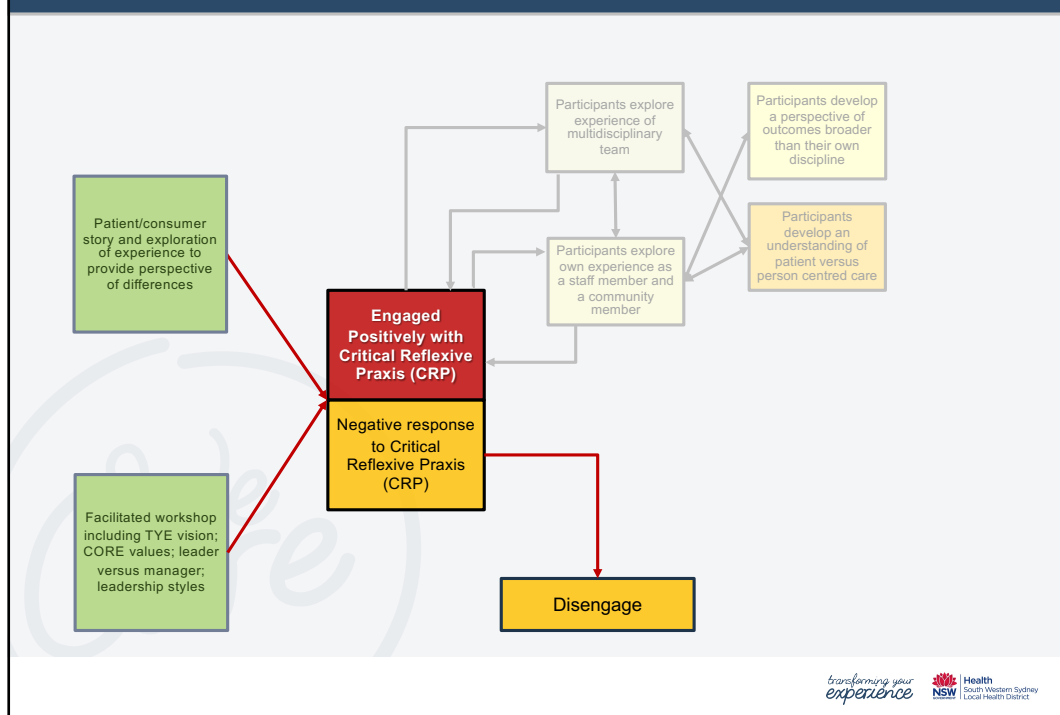 Participants explore
experience of
multidisciplinary
team
Participants develop
a perspective of
outcomes broader
than their own
discipline
Patient/consumer
story and exploration
of experience to
provide perspective
of differences
Participants explore
own experience as
a staff member and
a community
member
Participants
develop an
understanding of
patient versus
person centred care
Engaged
Positively with
Critical Reflexive
Praxis (CRP)
Negative response
to Critical
Reflexive Praxis
(CRP)
Facilitated workshop
including TYE vision;
CORE values; leader
versus manager;
leadership styles
Disengage
We
Care
transforming your
experience
NSW
GOVERNMENT
Health
South Western Sydney
Local Health District